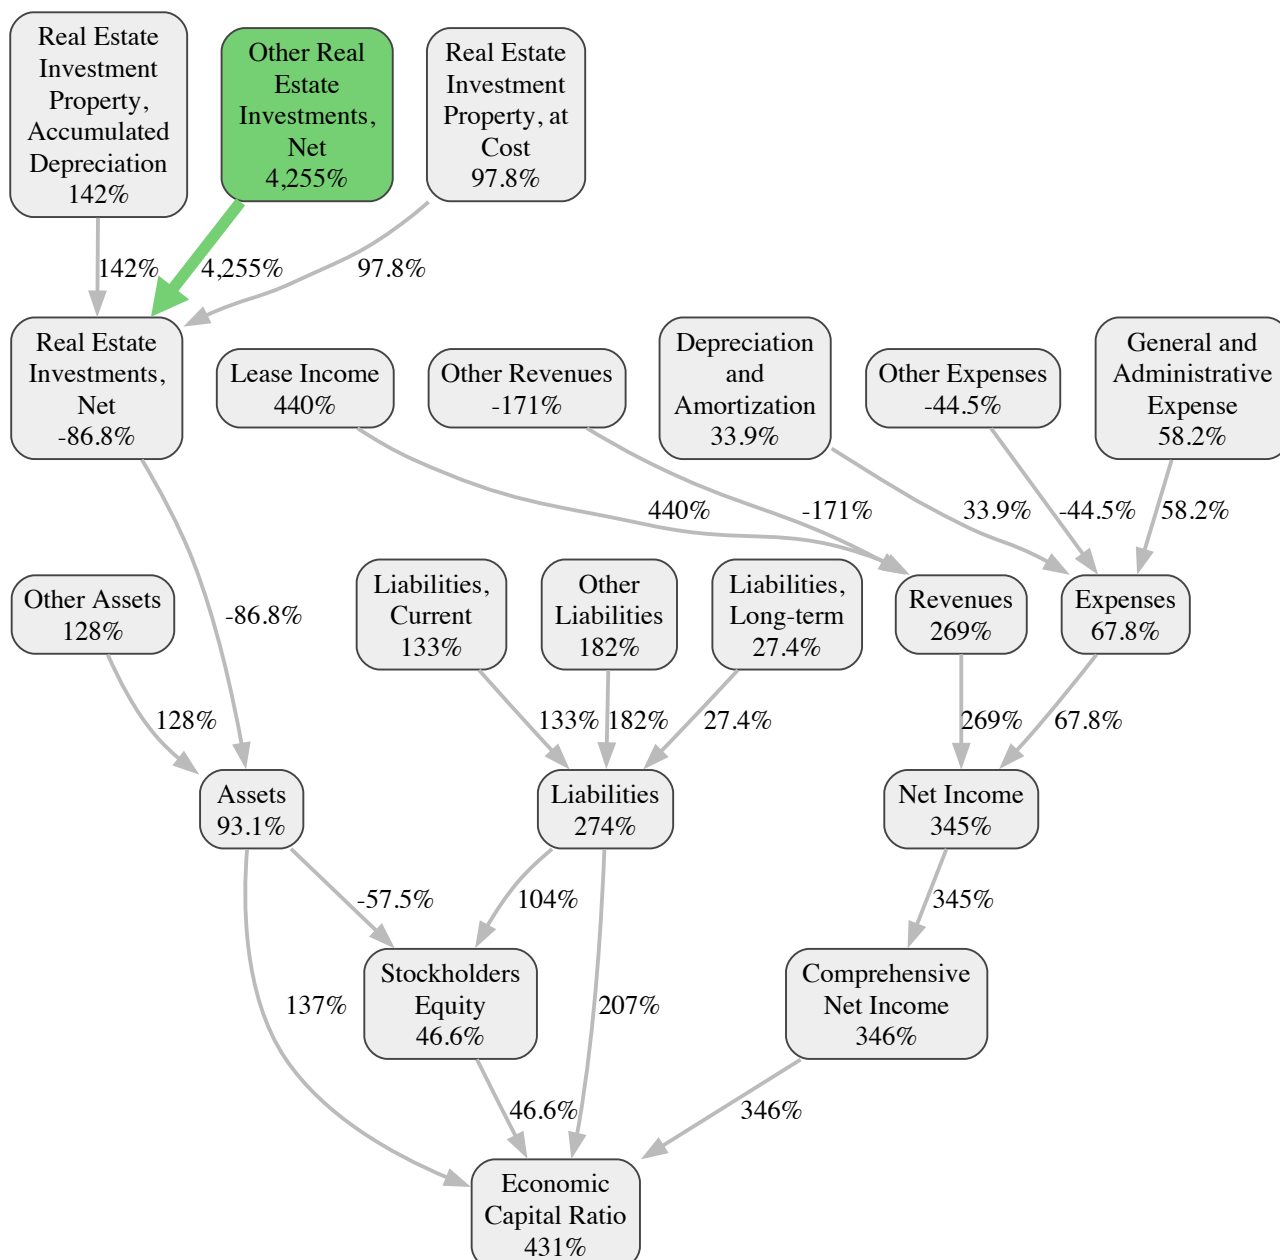 Real Estate
Investment
Property,
Accumulated
Depreciation
142%
Other Real
Estate
Investments,
Net
4,255%
Real Estate
Investment
Property, at
Cost
97.8%
142%
4,255%
97.8%
Real Estate
Investments,
Net
-86.8%
Lease Income
440%
Other Revenues
-171%
Depreciation
and
Amortization
33.9%
Other Expenses
-44.5%
General and
Administrative
Expense
58.2%
440%
-171%
33.9%
-44.5%
58.2%
Other Assets
128%
-86.8%
Liabilities,
Current
133%
Other
Liabilities
182%
Liabilities,
Long-term
27.4%
Revenues
269%
Expenses
67.8%
128%
133%
182%
27.4%
269%
67.8%
Assets
93.1%
Liabilities
274%
Net Income
345%
-57.5%
104%
345%
Stockholders
Equity
46.6%
Comprehensive
Net Income
346%
137%
207%
46.6%
346%
Economic
Capital Ratio
431%